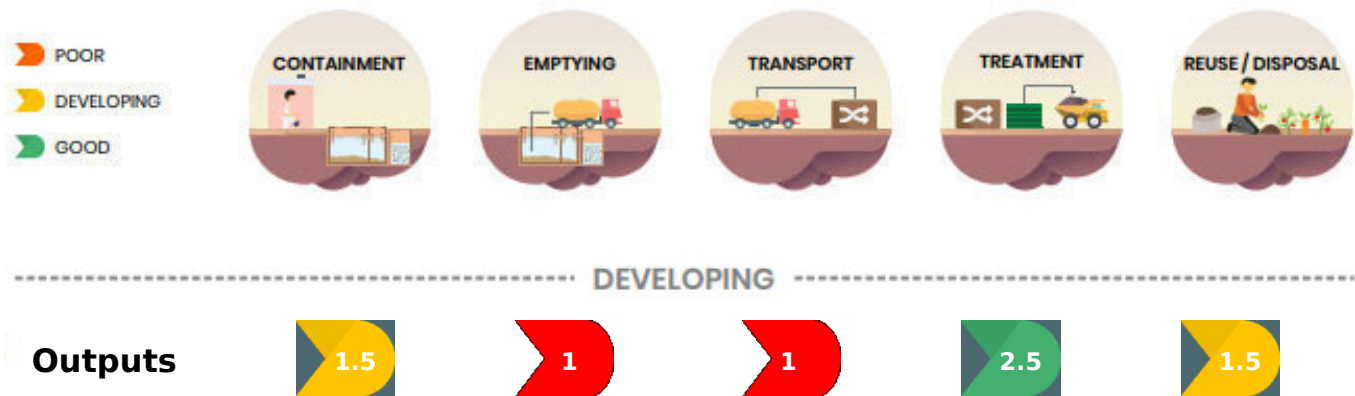 POOR
DEVELOPING
GOOD
CONTAINMENT
EMPTYING
TRANSPORT
TREATMENT
REUSE / DISPOSAL
DEVELOPING
Outputs 1.5 1 1 2.5 1.5